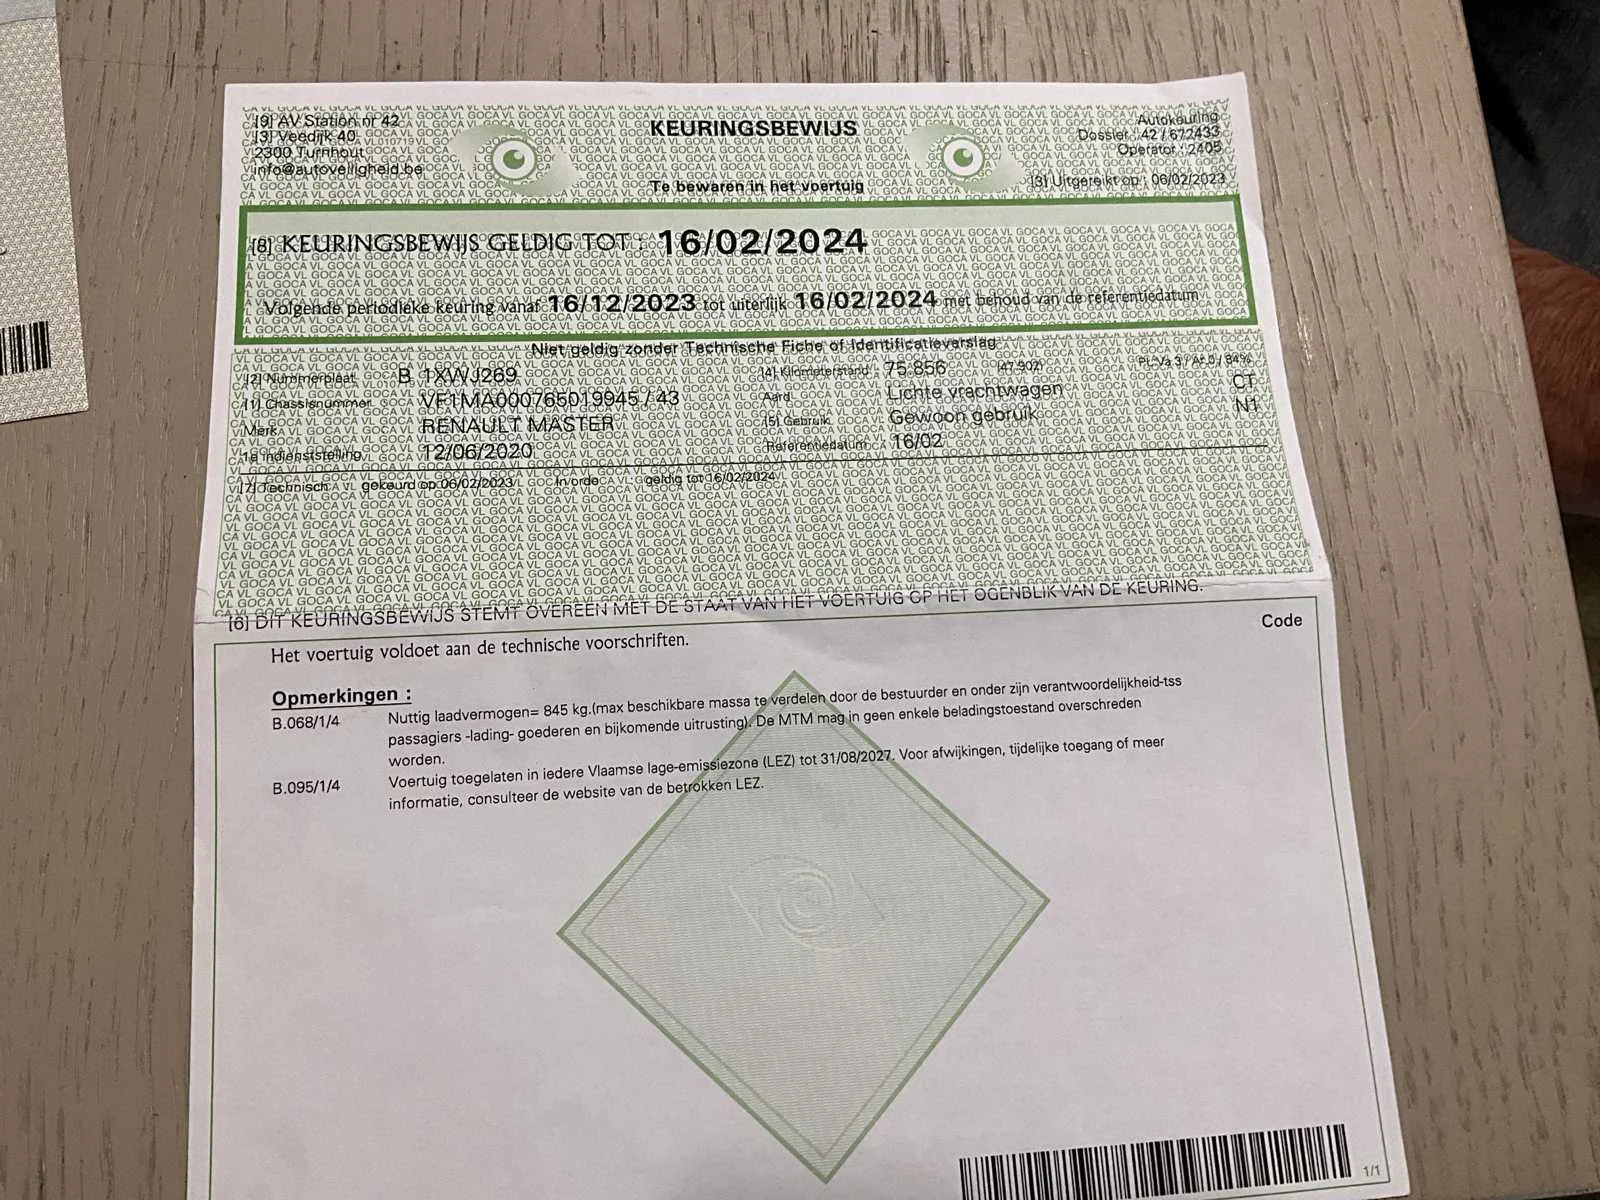 [9] AV Station nr 42
[3] Veedijk 40
2300 Turnhout
info@autoveiligheid.be
KEURINGSBEWIJS
Te bewaren in het voertuig
Autokeuring
Dossier : 42 / 672433
Operator : 2405
[3] Uitgereikt op : 06/02/2023
[8] KEURINGSBEWIJS GELDIG TOT : 16/02/2024
Volgende periodieke keuring vanaf 16/12/2023 tot uiterlijk 16/02/2024 met behoud van de referentiedatum
Niet geldig zonder Technische Fiche of Identificatieverslag
[2] Nummerplaat B 1XWJ269 [4] Kilometerstand : 75.856 (47.902)
[1] Chassisnummer VF1MA000765019945 / 43 Aard Lichte vrachtwagen CT
Merk RENAULT MASTER [5] Gebruik Gewoon gebruik N1
1e indienststelling 12/06/2020 Referentiedatum : 16/02
[7] Technisch gekeurd op 06/02/2023 In orde geldig tot 16/02/2024
[6] DIT KEURINGSBEWIJS STEMT OVEREEN MET DE STAAT VAN HET VOERTUIG OP HET OGENBLIK VAN DE KEURING.
Het voertuig voldoet aan de technische voorschriften. Code
Opmerkingen :
B.068/1/4 Nuttig laadvermogen= 845 kg.(max beschikbare massa te verdelen door de bestuurder en onder zijn verantwoordelijkheid-tss
passagiers -lading- goederen en bijkomende uitrusting). De MTM mag in geen enkele beladingstoestand overschreden
worden.
B.095/1/4 Voertuig toegelaten in iedere Vlaamse lage-emissiezone (LEZ) tot 31/08/2027. Voor afwijkingen, tijdelijke toegang of meer
informatie, consulteer de website van de betrokken LEZ.
1/1